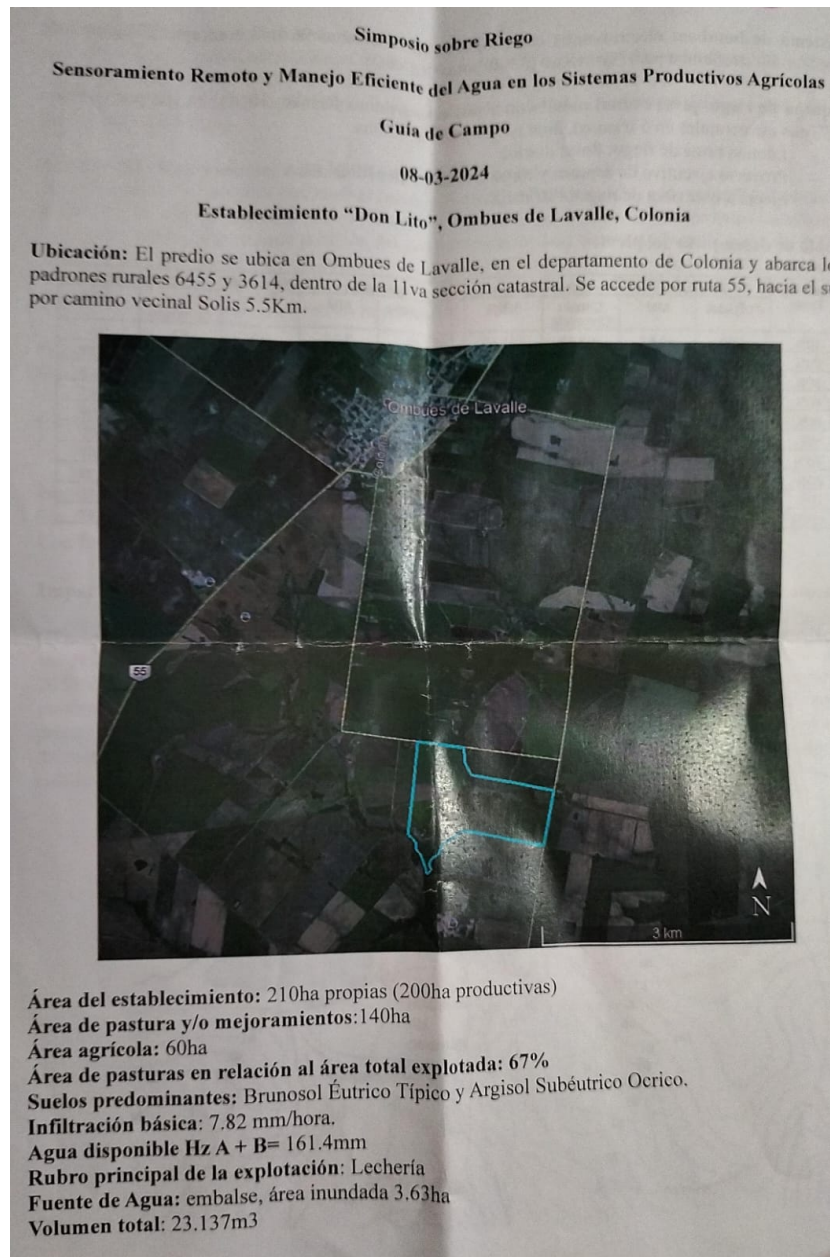 Simposio sobre Riego
Sensoramiento Remoto y Manejo Eficiente del Agua en los Sistemas Productivos Agrícolas
Guía de Campo
08-03-2024
Establecimiento “Don Lito”, Ombues de Lavalle, Colonia
Ubicación: El predio se ubica en Ombues de Lavalle, en el departamento de Colonia y abarca
padrones rurales 6455 y 3614, dentro de la 11va sección catastral. Se accede por ruta 55, hacia el
por camino vecinal Solis 5.5Km.
Ombues de Lavalle
55
N
3 km
Área del establecimiento: 210ha propias (200ha productivas)
Área de pastura y/o mejoramientos:140ha
Área agrícola: 60ha
Área de pasturas en relación al área total explotada: 67%
Suelos predominantes: Brunosol Éutrico Típico y Argisol Subéutrico Ocrico.
Infiltración básica: 7.82 mm/hora.
Agua disponible Hz A + B= 161.4mm
Rubro principal de la explotación: Lechería
Fuente de Agua: embalse, área inundada 3.63ha
Volumen total: 23.137m3